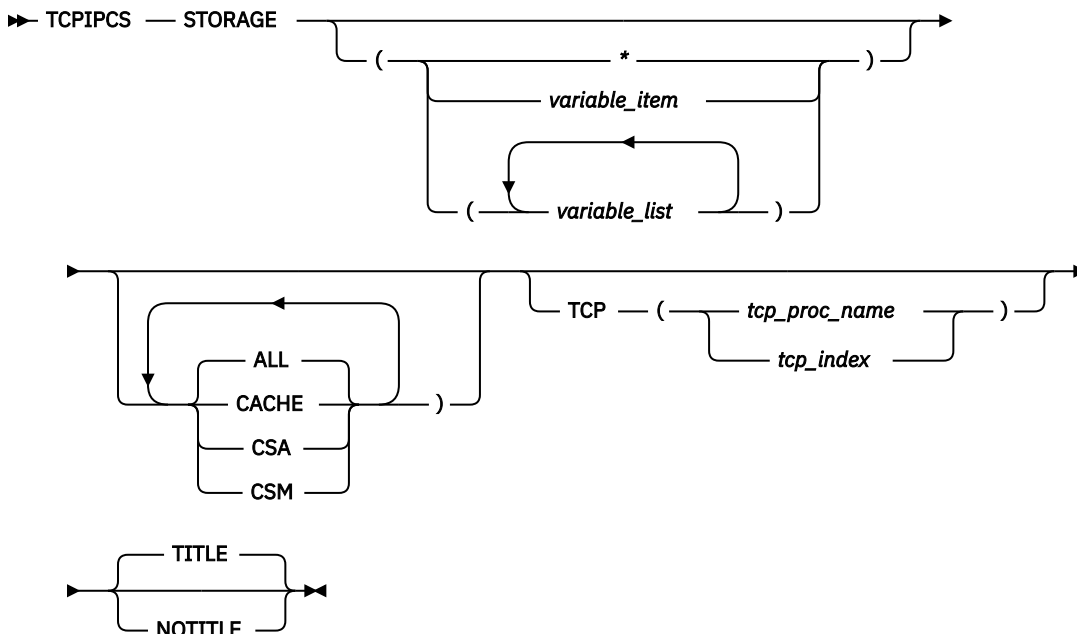 TCPIPCS STORAGE
( * )
variable_item
( variable_list )
ALL
CACHE )
CSA
CSM
TCP ( tcp_proc_name )
tcp_index
TITLE
NOTITLE